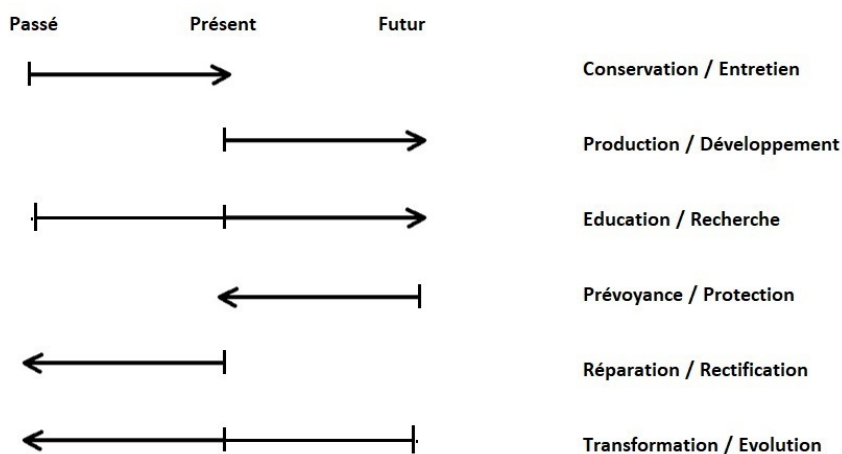 Passé Présent Futur
Conservation / Entretien
Production / Développement
Education / Recherche
Prévoyance / Protection
Réparation / Rectification
Transformation / Evolution